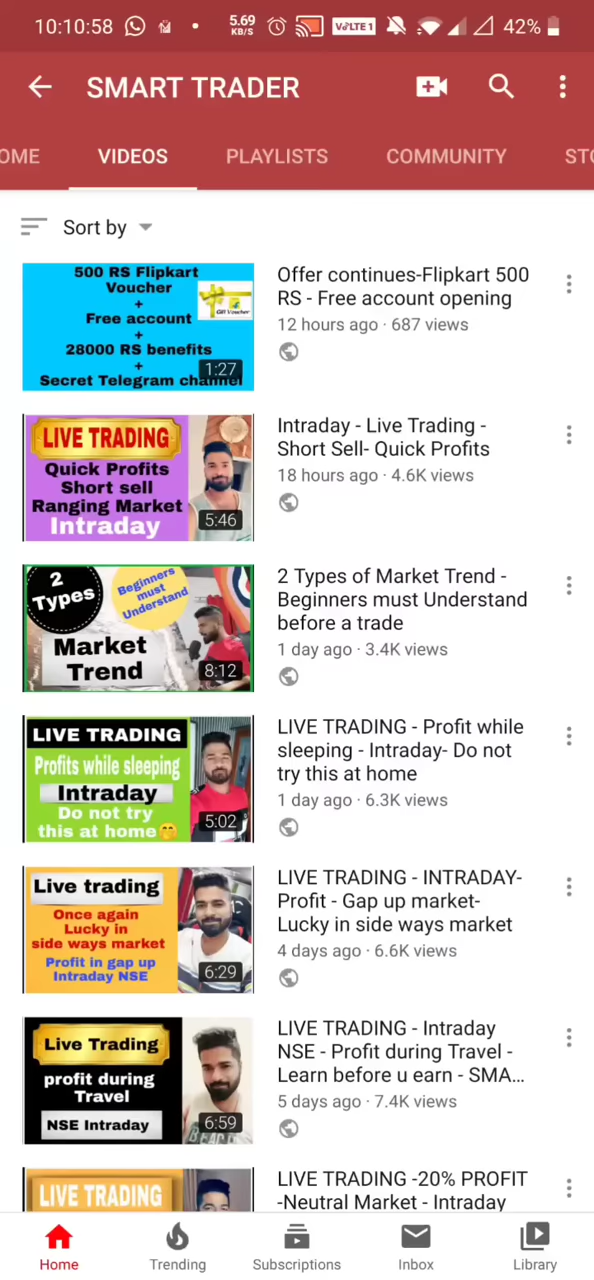 10:10:58
5.69
KB/S
VoLTE 1
42%
SMART TRADER
OME
VIDEOS
PLAYLISTS
COMMUNITY
STO
Sort by
500 RS Flipkart
Voucher
+
Free account
+
28000 RS benefits
+
Secret Telegram channel
Gift Voucher
1:27
Offer continues-Flipkart 500
RS - Free account opening
12 hours ago · 687 views
LIVE TRADING
Quick Profits
Short sell
Ranging Market
Intraday
5:46
Intraday - Live Trading -
Short Sell- Quick Profits
18 hours ago · 4.6K views
2
Types
Beginners
must
Understand
Market
Trend
8:12
2 Types of Market Trend -
Beginners must Understand
before a trade
1 day ago · 3.4K views
LIVE TRADING
Profits while sleeping
Intraday
Do not try
this at home
5:02
LIVE TRADING - Profit while
sleeping - Intraday- Do not
try this at home
1 day ago · 6.3K views
Live trading
Once again
Lucky in
side ways market
Profit in gap up
Intraday NSE
6:29
LIVE TRADING - INTRADAY-
Profit - Gap up market-
Lucky in side ways market
4 days ago · 6.6K views
Live Trading
profit during
Travel
NSE Intraday
6:59
LIVE TRADING - Intraday
NSE - Profit during Travel -
Learn before u earn - SMA...
5 days ago · 7.4K views
LIVE TRADING
LIVE TRADING -20% PROFIT
-Neutral Market - Intraday
Home
Trending
Subscriptions
Inbox
Library